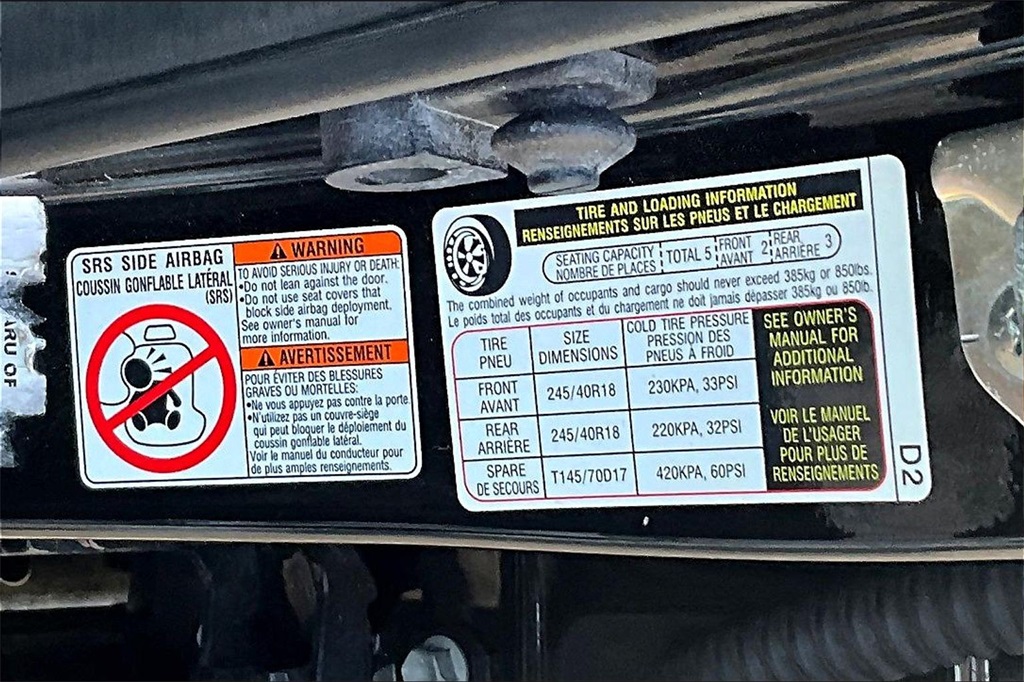 ARU OF
SRS SIDE AIRBAG
COUSSIN GONFLABLE LATÉRAL
(SRS)
WARNING
TO AVOID SERIOUS INJURY OR DEATH:
•Do not lean against the door.
•Do not use seat covers that
block side airbag deployment.
See owner's manual for
more information.
AVERTISSEMENT
POUR ÉVITER DES BLESSURES
GRAVES OU MORTELLES:
•Ne vous appuyez pas contre la porte.
•N'utilizez pas un couvre-siège
qui peut bloquer le déploiement du
coussin gonflable latéral.
Voir le manuel du conducteur pour
de plus amples renseignements.
TIRE AND LOADING INFORMATION
RENSEIGNEMENTS SUR LES PNEUS ET LE CHARGEMENT
SEATING CAPACITY
NOMBRE DE PLACES
TOTAL 5
FRONT
AVANT 2
REAR
ARRIÈRE 3
The combined weight of occupants and cargo should never exceed 385kg or 850lbs.
Le poids total des occupants et du chargement ne doit jamais dépasser 385kg ou 850lb.
TIRE
PNEU
SIZE
DIMENSIONS
COLD TIRE PRESSURE
PRESSION DES
PNEUS À FROID
FRONT
AVANT
245/40R18
230KPA, 33PSI
REAR
ARRIÈRE
245/40R18
220KPA, 32PSI
SPARE
DE SECOURS
T145/70D17
420KPA, 60PSI
SEE OWNER'S
MANUAL FOR
ADDITIONAL
INFORMATION
VOIR LE MANUEL
DE L'USAGER
POUR PLUS DE
RENSEIGNEMENTS
D2